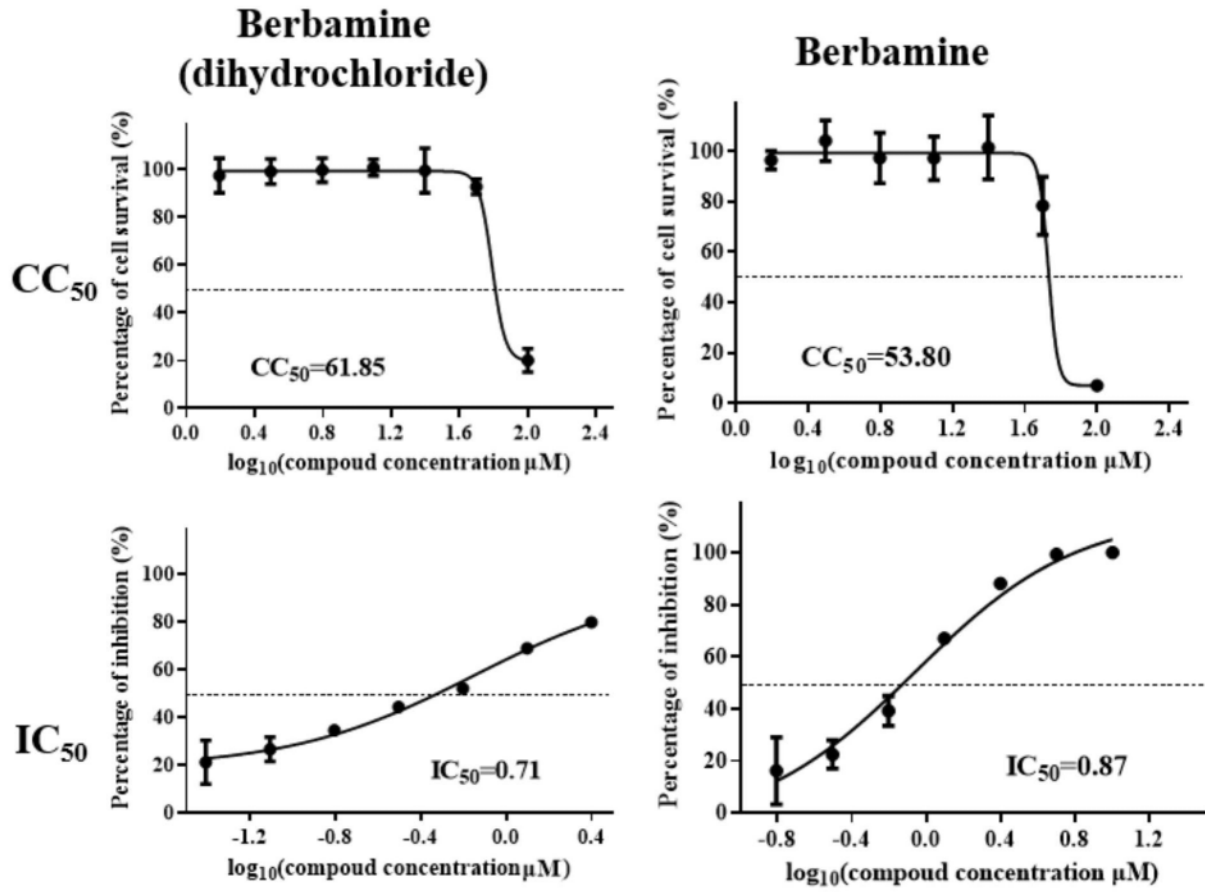 Berbamine
(dihydrochloride)
Berbamine
CC50
Percentage of cell survival (%)
100
80
60
40
20
0
CC50=61.85
0.0 0.4 0.8 1.2 1.6 2.0 2.4
log10(compoud concentration μM)
Percentage of cell survival (%)
100
80
60
40
20
0
CC50=53.80
0.0 0.4 0.8 1.2 1.6 2.0 2.4
log10(compoud concentration μM)
IC50
Percentage of inhibition (%)
100
80
60
40
20
0
IC50=0.71
-1.2 -0.8 -0.4 0.0 0.4
log10(compoud concentration μM)
Percentage of inhibition (%)
100
80
60
40
20
0
IC50=0.87
-0.8 -0.4 0.0 0.4 0.8 1.2
log10(compoud concentration μM)